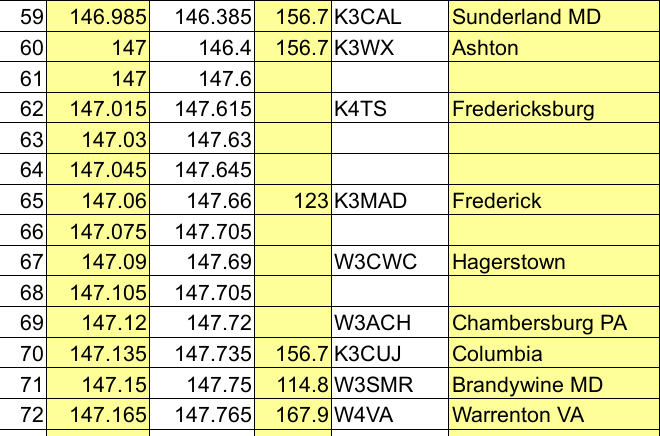 59 146.985 146.385 156.7 K3CAL Sunderland MD
60 147 146.4 156.7 K3WX Ashton
61 147 147.6
62 147.015 147.615 K4TS Fredericksburg
63 147.03 147.63
64 147.045 147.645
65 147.06 147.66 123 K3MAD Frederick
66 147.075 147.705
67 147.09 147.69 W3CWC Hagerstown
68 147.105 147.705
69 147.12 147.72 W3ACH Chambersburg PA
70 147.135 147.735 156.7 K3CUJ Columbia
71 147.15 147.75 114.8 W3SMR Brandywine MD
72 147.165 147.765 167.9 W4VA Warrenton VA